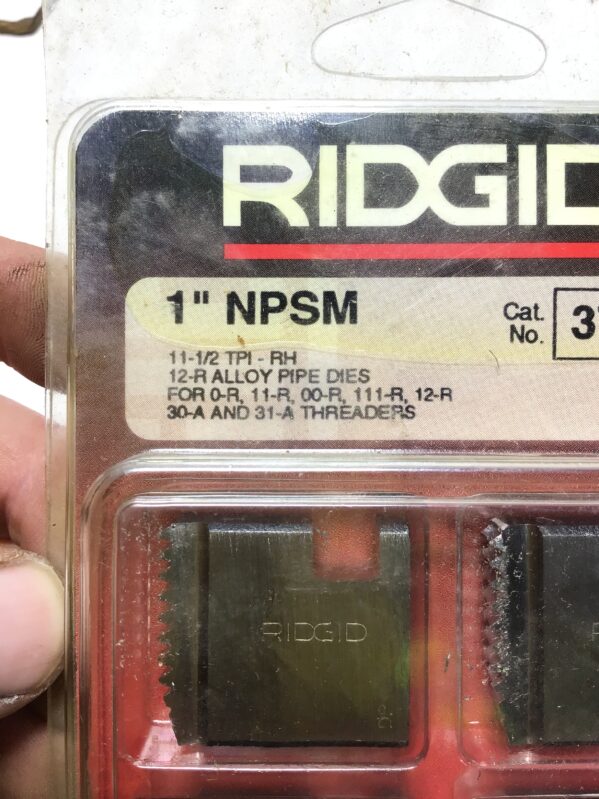 RIDGID
1" NPSM
Cat.
No.
11-1/2 TPI - RH
12-R ALLOY PIPE DIES
FOR 0-R, 11-R, 00-R, 111-R, 12-R
30-A AND 31-A THREADERS
RIDGID